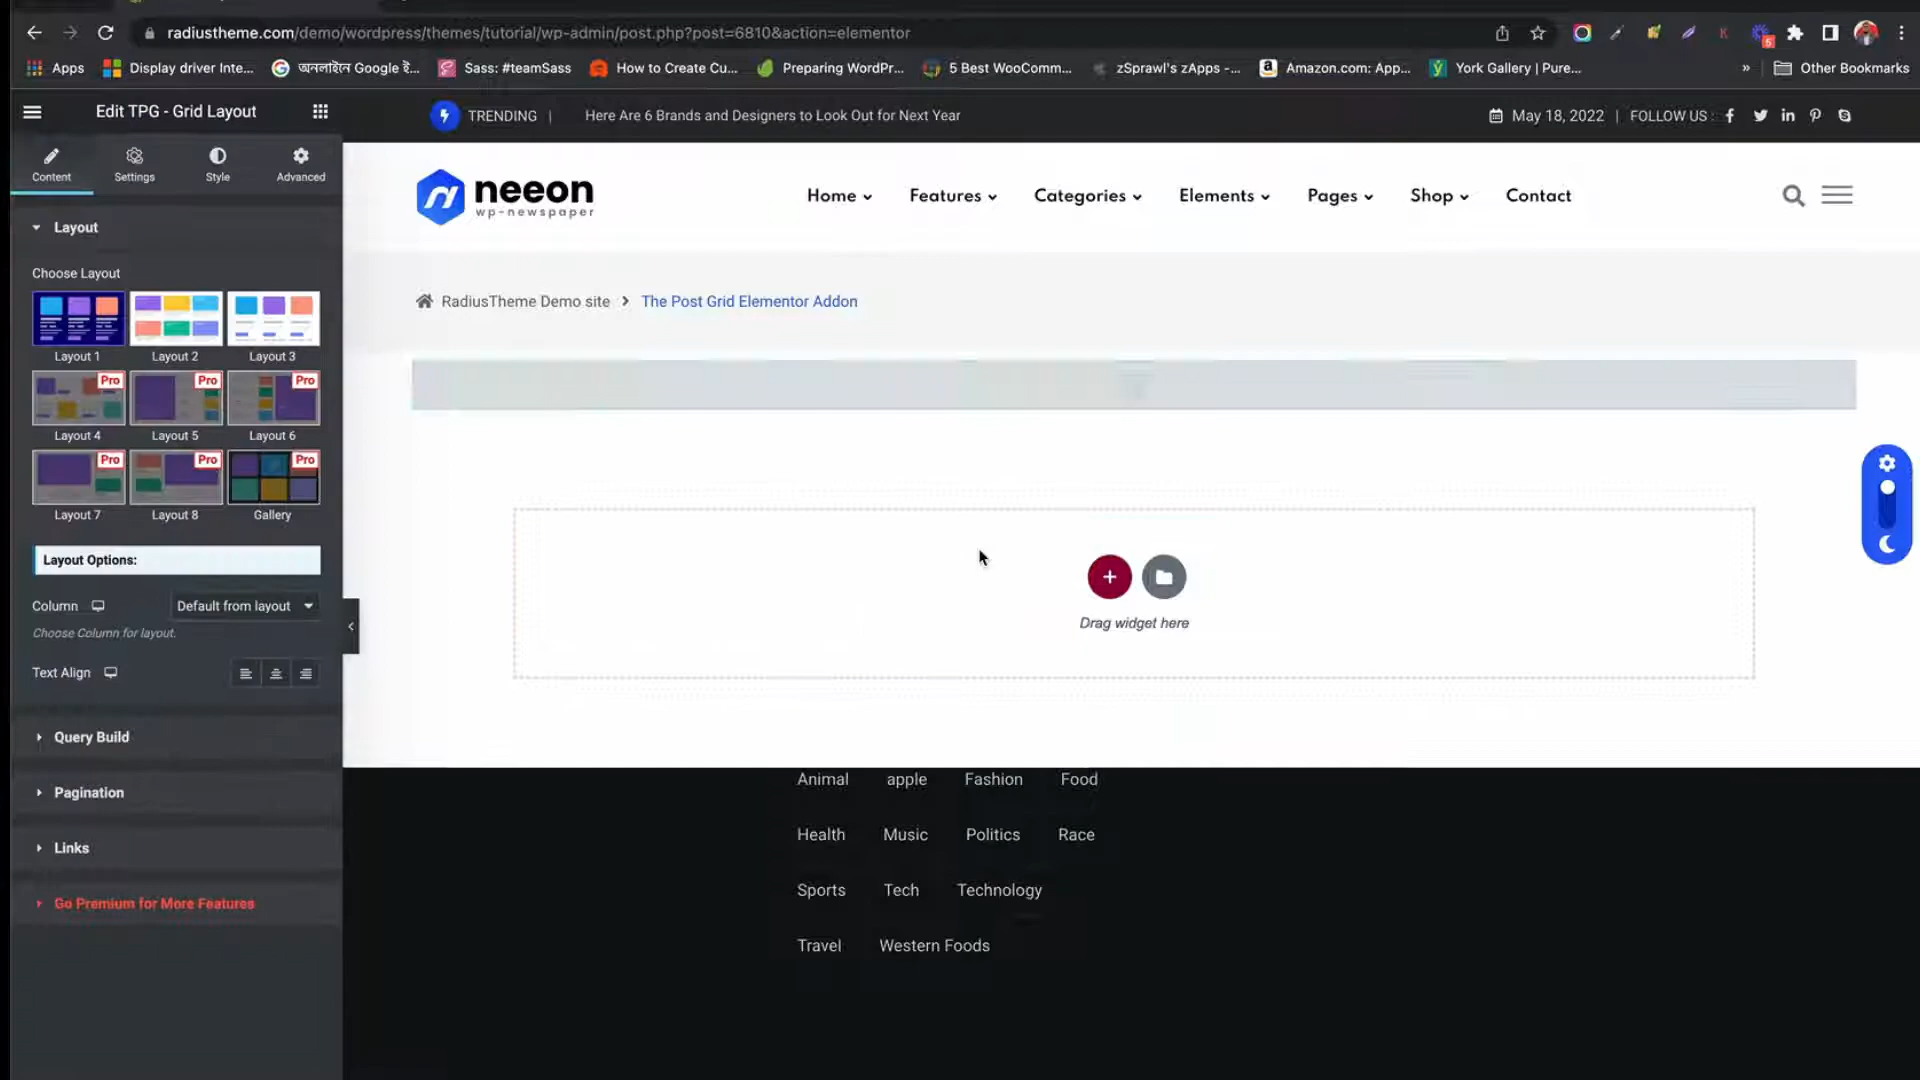 radiustheme.com/demo/wordpress/themes/tutorial/wp-admin/post.php?post=6810&action=elementor
5
Apps
Display driver Inte...
অনলাইনে Google ই...
Sass: #teamSass
How to Create Cu...
Preparing WordPr...
5 Best WooComm...
zSprawl's zApps -...
Amazon.com: App...
York Gallery | Pure...
»
Other Bookmarks
Edit TPG - Grid Layout
TRENDING |
Here Are 6 Brands and Designers to Look Out for Next Year
May 18, 2022 | FOLLOW US :
Content
Settings
Style
Advanced
neeon
wp-newspaper
Home
Features
Categories
Elements
Pages
Shop
Contact
Layout
Choose Layout
Layout 1
Layout 2
Layout 3
Pro
Pro
Pro
Layout 4
Layout 5
Layout 6
Pro
Pro
Pro
Layout 7
Layout 8
Gallery
RadiusTheme Demo site
The Post Grid Elementor Addon
Layout Options:
Column
Default from layout
Choose Column for layout.
Text Align
Drag widget here
Query Build
Pagination
Links
Go Premium for More Features
Animal apple Fashion Food
Health Music Politics Race
Sports Tech Technology
Travel Western Foods